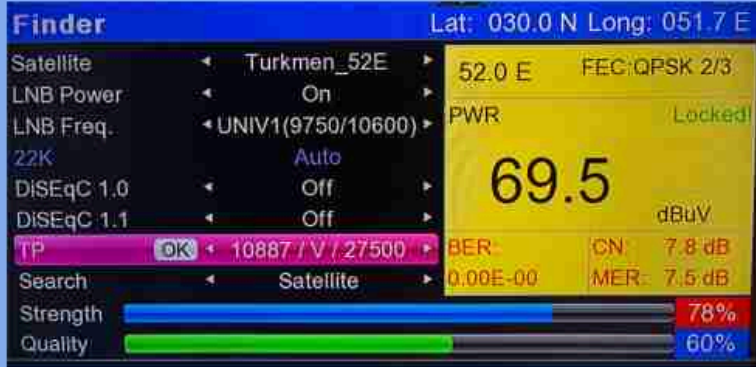 Finder Lat: 030.0 N Long: 051.7 E
Satellite Turkmen_52E
LNB Power On
LNB Freq. UNIV1(9750/10600)
22K Auto
DiSEqC 1.0 Off
DiSEqC 1.1 Off
TP OK 10887 / V / 27500
Search Satellite
Strength 78%
Quality 60%
52.0 E FEC:QPSK 2/3
PWR Locked!
69.5
dBuV
BER: CN: 7.8 dB
0.00E-00 MER: 7.5 dB